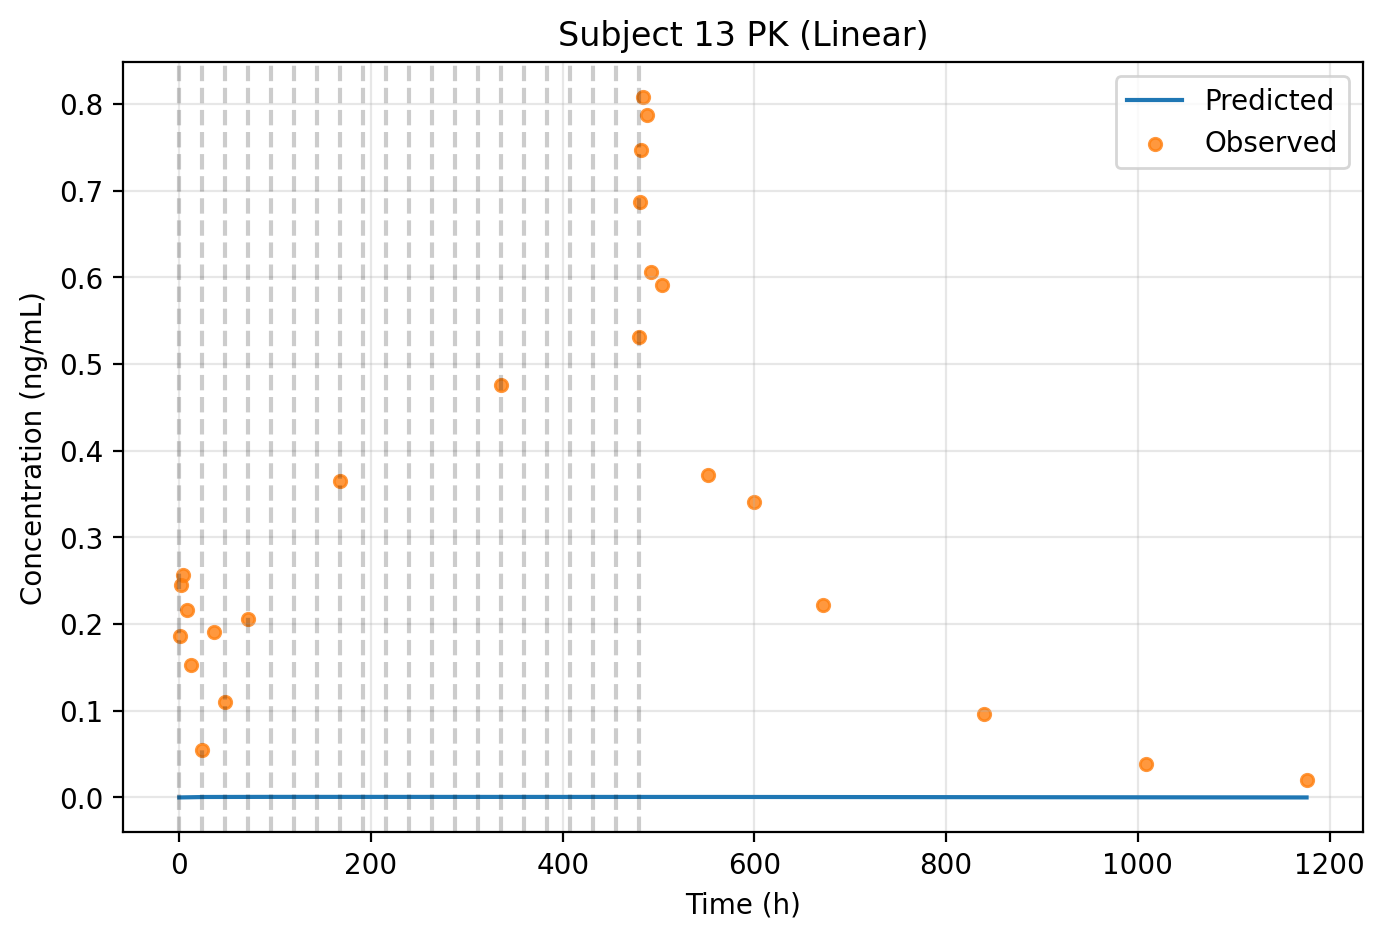 Subject 13 PK (Linear)
Predicted
Observed
Concentration (ng/mL)
0.8
0.7
0.6
0.5
0.4
0.3
0.2
0.1
0.0
0 200 400 600 800 1000 1200
Time (h)